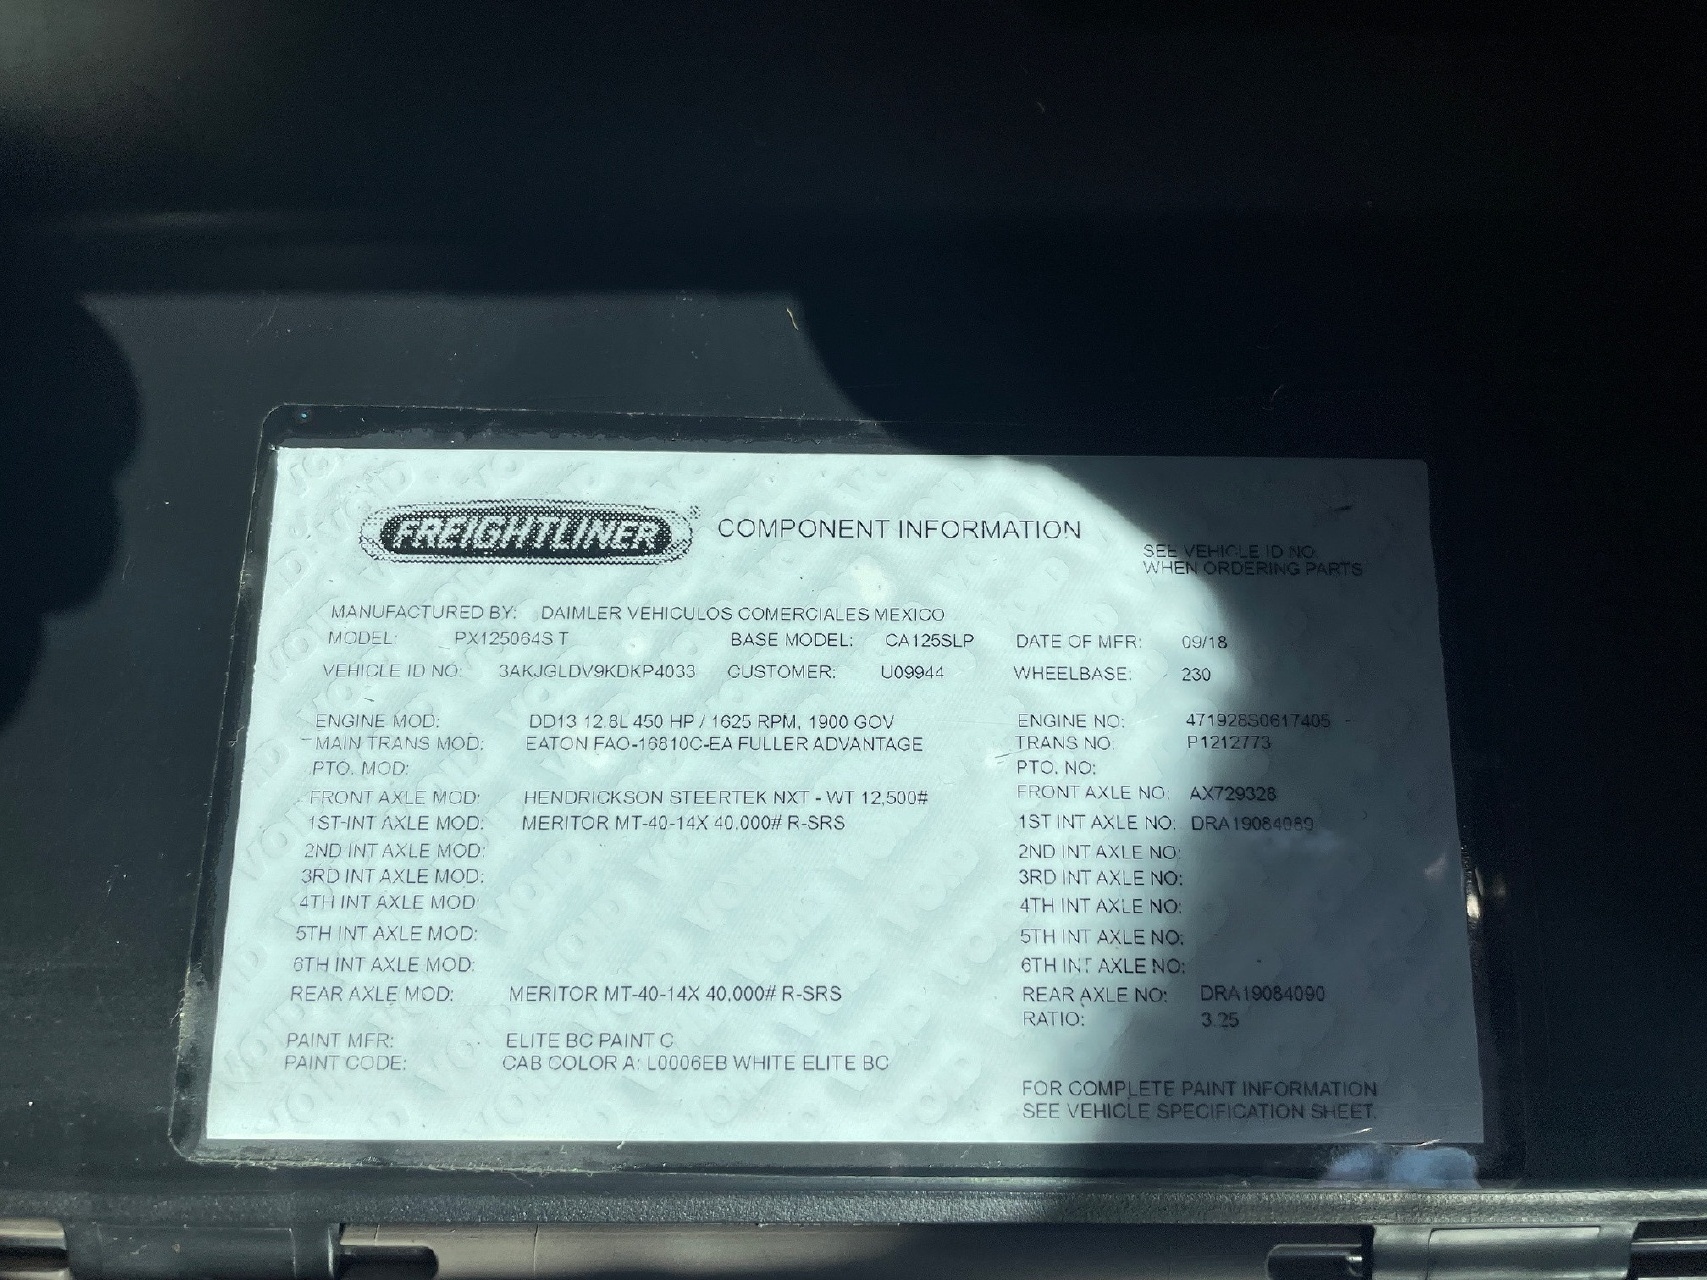 FREIGHTLINER® COMPONENT INFORMATION
SEE VEHICLE ID NO.
WHEN ORDERING PARTS
MANUFACTURED BY: DAIMLER VEHICULOS COMERCIALES MEXICO
MODEL: PX125064S T BASE MODEL: CA125SLP DATE OF MFR: 09/18
VEHICLE ID NO: 3AKJGLDV9KDKP4033 CUSTOMER: U09944 WHEELBASE: 230
ENGINE MOD: DD13 12.8L 450 HP / 1625 RPM, 1900 GOV ENGINE NO: 471928S0617405
MAIN TRANS MOD: EATON FAO-16810C-EA FULLER ADVANTAGE TRANS NO: P1212773
PTO. MOD: PTO. NO:
FRONT AXLE MOD: HENDRICKSON STEERTEK NXT - WT 12,500# FRONT AXLE NO: AX729328
1ST-INT AXLE MOD: MERITOR MT-40-14X 40,000# R-SRS 1ST INT AXLE NO: DRA19084089
2ND INT AXLE MOD: 2ND INT AXLE NO:
3RD INT AXLE MOD: 3RD INT AXLE NO:
4TH INT AXLE MOD: 4TH INT AXLE NO:
5TH INT AXLE MOD: 5TH INT AXLE NO:
6TH INT AXLE MOD: 6TH INT AXLE NO:
REAR AXLE MOD: MERITOR MT-40-14X 40,000# R-SRS REAR AXLE NO: DRA19084090
RATIO: 3.25
PAINT MFR: ELITE BC PAINT C
PAINT CODE: CAB COLOR A: L0006EB WHITE ELITE BC
FOR COMPLETE PAINT INFORMATION
SEE VEHICLE SPECIFICATION SHEET.